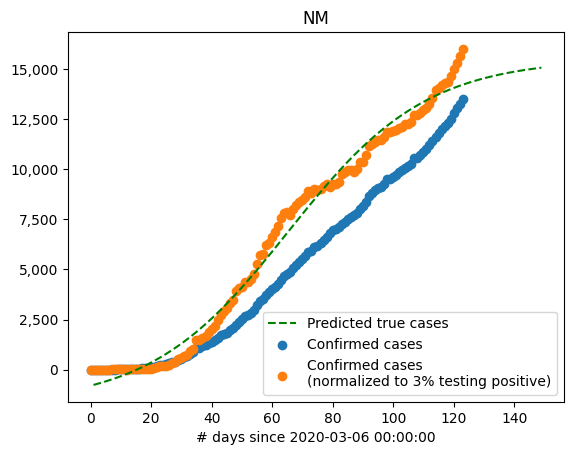 NM
15,000
12,500
10,000
7,500
5,000
2,500
0
Predicted true cases
Confirmed cases
Confirmed cases
(normalized to 3% testing positive)
0 20 40 60 80 100 120 140
# days since 2020-03-06 00:00:00